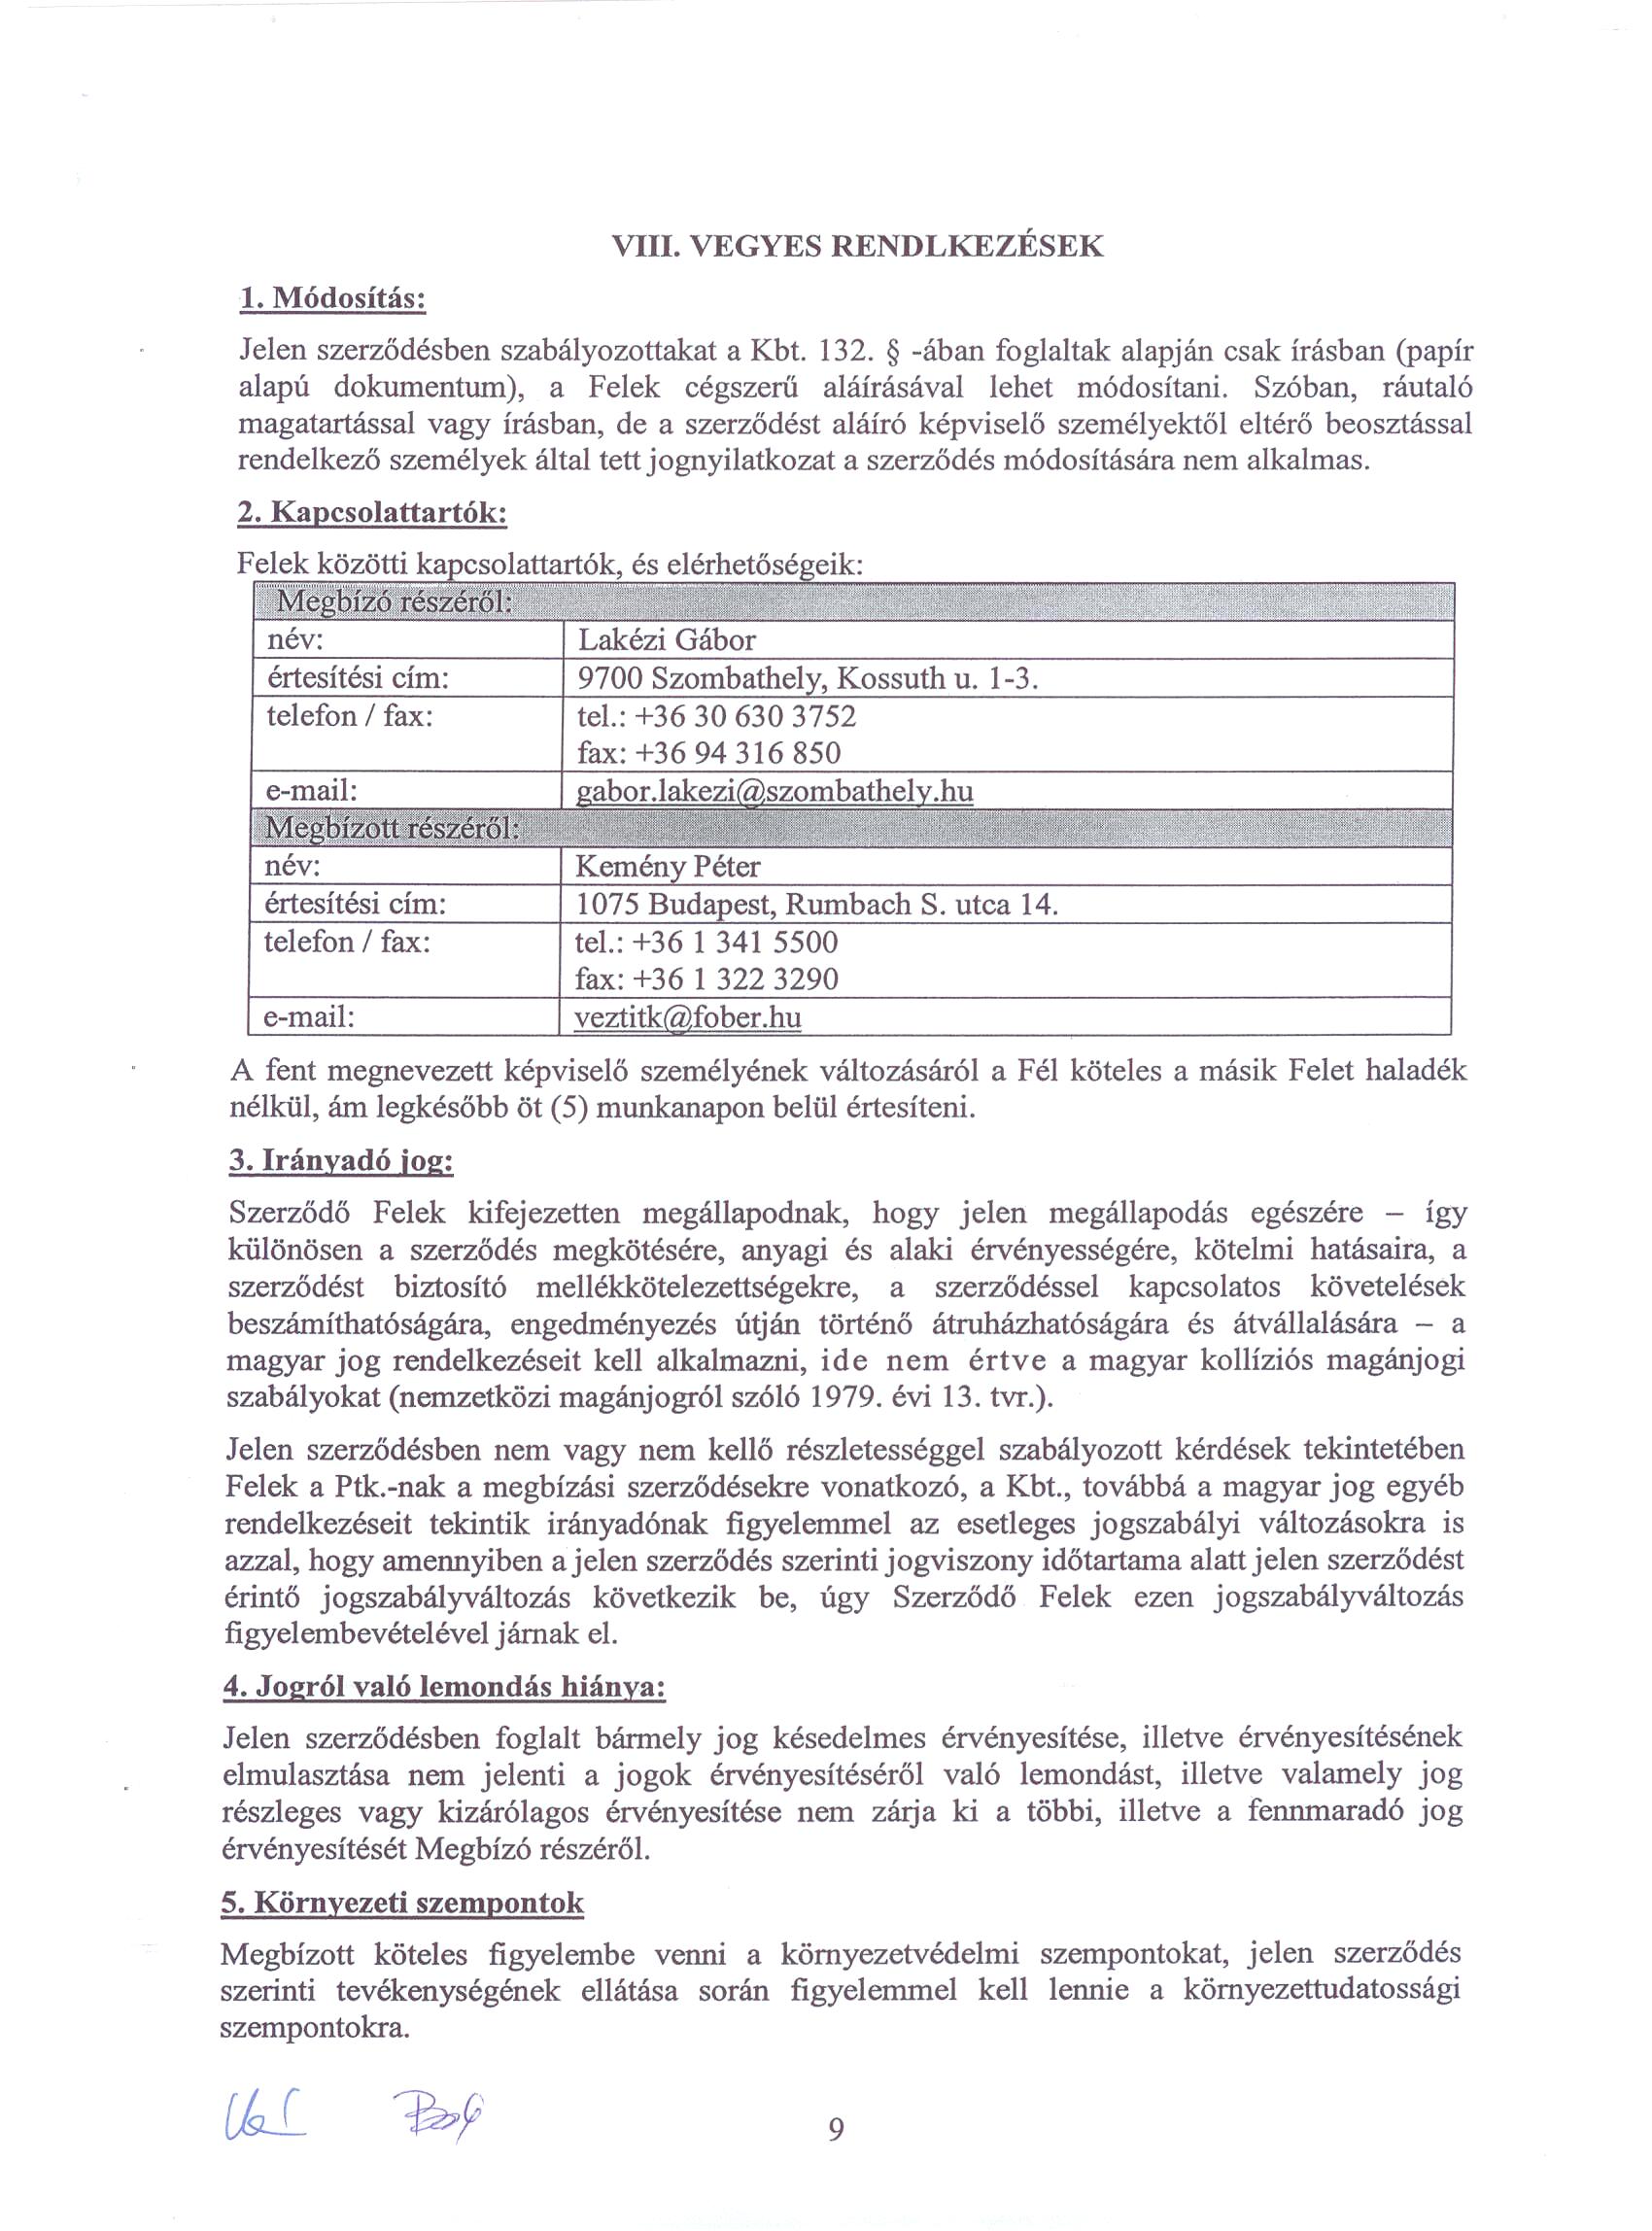 VIII. VEGYES RENDLKEZÉSEK
1. Módosítás:
Jelen szerződésben szabályozottakat a Kbt. 132. § -ában foglaltak alapján csak írásban (papír
alapú dokumentum), a Felek cégszerű aláírásával lehet módosítani. Szóban, ráutaló
magatartással vagy írásban, de a szerződést aláíró képviselő személyektől eltérő beosztással
rendelkező személyek által tett jognyilatkozat a szerződés módosítására nem alkalmas.
2. Kapcsolattartók:
Felek közötti kapcsolattartók, és elérhetőségeik:
Megbízó részéről:
név: Lakézi Gábor
értesítési cím: 9700 Szombathely, Kossuth u. 1-3.
telefon / fax: tel.: +36 30 630 3752
fax: +36 94 316 850
e-mail: gabor.lakezi@szombathely.hu
Megbízott részéről:
név: Kemény Péter
értesítési cím: 1075 Budapest, Rumbach S. utca 14.
telefon / fax: tel.: +36 1 341 5500
fax: +36 1 322 3290
e-mail: veztitk@fober.hu
A fent megnevezett képviselő személyének változásáról a Fél köteles a másik Felet haladék
nélkül, ám legkésőbb öt (5) munkanapon belül értesíteni.
3. Irányadó jog:
Szerződő Felek kifejezetten megállapodnak, hogy jelen megállapodás egészére – így
különösen a szerződés megkötésére, anyagi és alaki érvényességére, kötelmi hatásaira, a
szerződést biztosító mellékkötelezettségekre, a szerződéssel kapcsolatos követelések
beszámíthatóságára, engedményezés útján történő átruházhatóságára és átvállalására – a
magyar jog rendelkezéseit kell alkalmazni, ide nem értve a magyar kollíziós magánjogi
szabályokat (nemzetközi magánjogról szóló 1979. évi 13. tvr.).
Jelen szerződésben nem vagy nem kellő részletességgel szabályozott kérdések tekintetében
Felek a Ptk.-nak a megbízási szerződésekre vonatkozó, a Kbt., továbbá a magyar jog egyéb
rendelkezéseit tekintik irányadónak figyelemmel az esetleges jogszabályi változásokra is
azzal, hogy amennyiben a jelen szerződés szerinti jogviszony időtartama alatt jelen szerződést
érintő jogszabályváltozás következik be, úgy Szerződő Felek ezen jogszabályváltozás
figyelembevételével járnak el.
4. Jogról való lemondás hiánya:
Jelen szerződésben foglalt bármely jog késedelmes érvényesítése, illetve érvényesítésének
elmulasztása nem jelenti a jogok érvényesítéséről való lemondást, illetve valamely jog
részleges vagy kizárólagos érvényesítése nem zárja ki a többi, illetve a fennmaradó jog
érvényesítését Megbízó részéről.
5. Környezeti szempontok
Megbízott köteles figyelembe venni a környezetvédelmi szempontokat, jelen szerződés
szerinti tevékenységének ellátása során figyelemmel kell lennie a környezettudatossági
szempontokra.
9